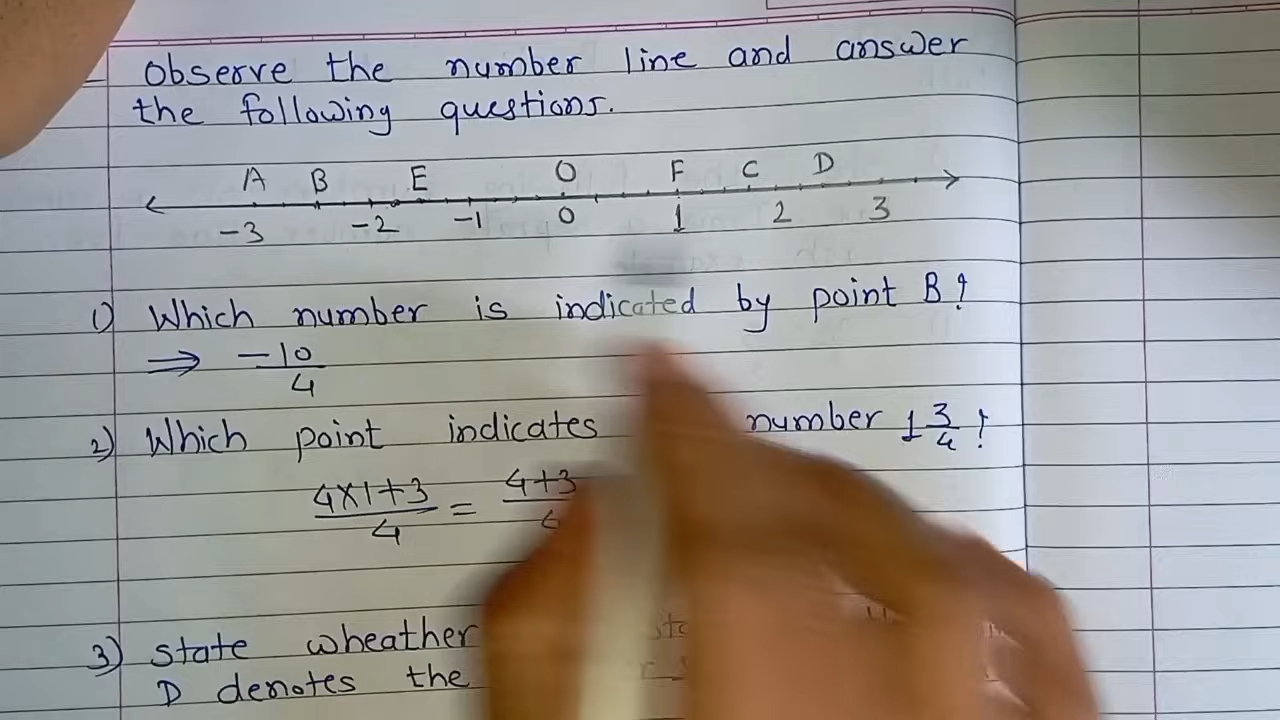 observe the number line and answer
the following questions.
A B E O F C D
-3 -2 -1 0 1 2 3
1) Which number is indicated by point B?
⇒ -10/4
2) Which point indicates number 1 3/4 ?
4×1+3/4 = 4+3/4
3) state wheather
D denotes the